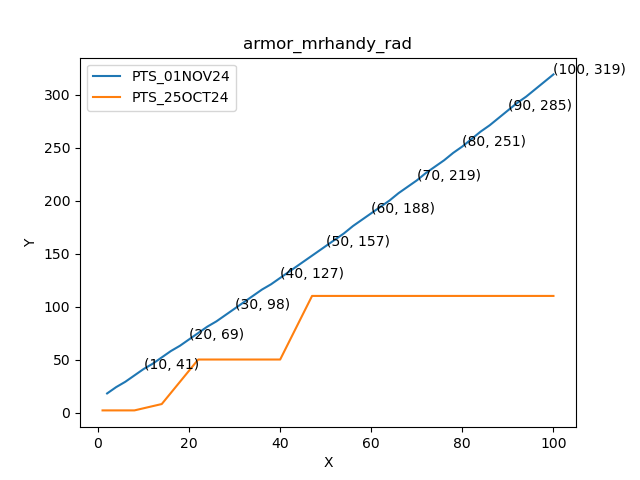 armor_mrhandy_rad
PTS_01NOV24
PTS_25OCT24
(100, 319)
(90, 285)
(80, 251)
(70, 219)
(60, 188)
(50, 157)
(40, 127)
(30, 98)
(20, 69)
(10, 41)
Y
300
250
200
150
100
50
0
0 20 40 60 80 100
X